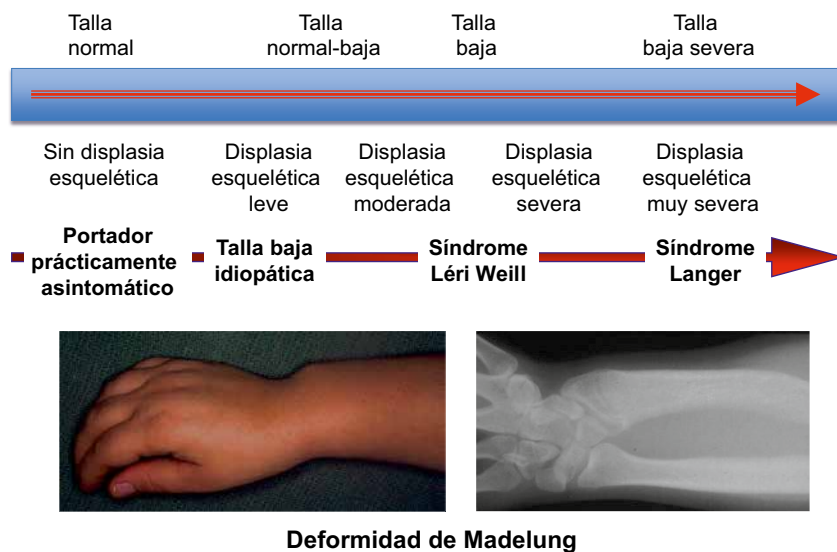 Talla
normal
Talla
normal-baja
Talla
baja
Talla
baja severa
Sin displasia
esquelética
Displasia
esquelética
leve
Displasia
esquelética
moderada
Displasia
esquelética
severa
Displasia
esquelética
muy severa
Portador
prácticamente
asintomático
Talla baja
idiopática
Síndrome
Léri Weill
Síndrome
Langer
Deformidad de Madelung